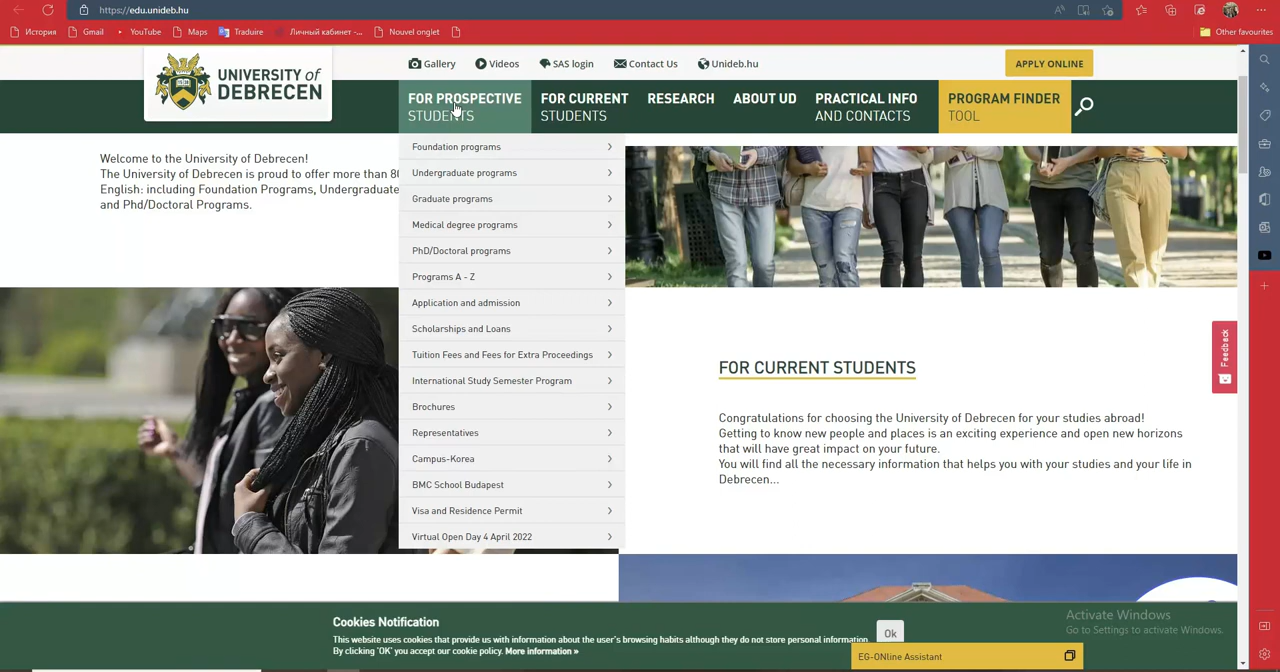 https://edu.unideb.hu
История
Gmail
YouTube
Maps
Traduire
Личный кабинет -...
Nouvel onglet
Other favourites
UNIVERSITY of
DEBRECEN
Gallery
Videos
SAS login
Contact Us
Unideb.hu
APPLY ONLINE
FOR PROSPECTIVE
STUDENTS
FOR CURRENT
STUDENTS
RESEARCH
ABOUT UD
PRACTICAL INFO
AND CONTACTS
PROGRAM FINDER
TOOL
Welcome to the University of Debrecen!
The University of Debrecen is proud to offer more than 80
English: including Foundation Programs, Undergraduate
and Phd/Doctoral Programs.
Foundation programs
Undergraduate programs
Graduate programs
Medical degree programs
PhD/Doctoral programs
Programs A - Z
Application and admission
Scholarships and Loans
Tuition Fees and Fees for Extra Proceedings
International Study Semester Program
Brochures
Representatives
Campus-Korea
BMC School Budapest
Visa and Residence Permit
Virtual Open Day 4 April 2022
Feedback
FOR CURRENT STUDENTS
Congratulations for choosing the University of Debrecen for your studies abroad!
Getting to know new people and places is an exciting experience and open new horizons
that will have great impact on your future.
You will find all the necessary information that helps you with your studies and your life in
Debrecen...
Cookies Notification
This website uses cookies that provide us with information about the user's browsing habits although they do not store personal information.
By clicking 'OK' you accept our cookie policy. More information »
Ok
EG-ONline Assistant
Activate Windows
Go to Settings to activate Windows.